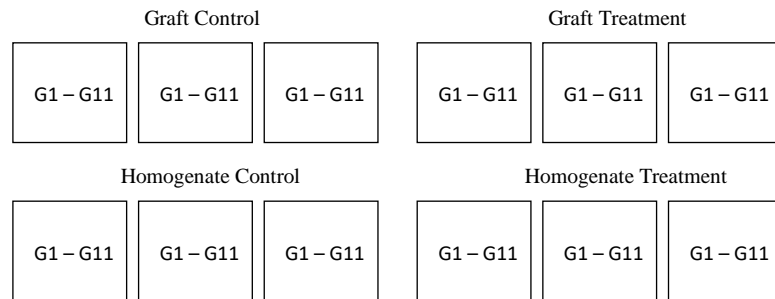 Graft Control Graft Treatment
G1 – G11 G1 – G11 G1 – G11 G1 – G11 G1 – G11 G1 – G11
Homogenate Control Homogenate Treatment
G1 – G11 G1 – G11 G1 – G11 G1 – G11 G1 – G11 G1 – G11